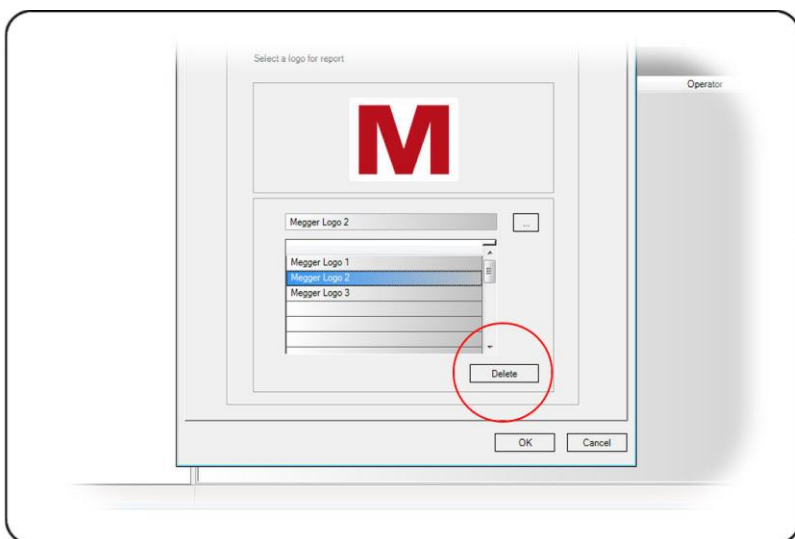 Select a logo for report
Operator
M
Megger Logo 2
...
Megger Logo 1
Megger Logo 2
Megger Logo 3
Delete
OK
Cancel